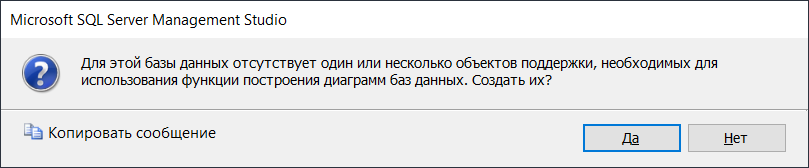 Microsoft SQL Server Management Studio
Для этой базы данных отсутствует один или несколько объектов поддержки, необходимых для
использования функции построения диаграмм баз данных. Создать их?
Копировать сообщение
Да
Нет